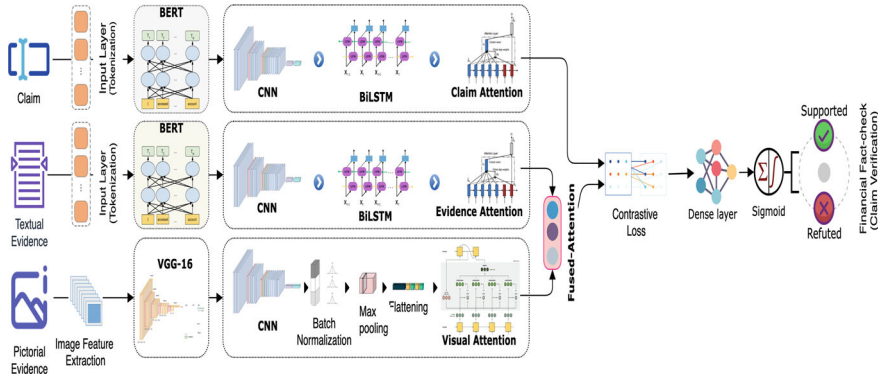 Claim
Input Layer
(Tokenization)
BERT
CNN
BiLSTM
Claim Attention
Textual
Evidence
Input Layer
(Tokenization)
BERT
CNN
BiLSTM
Evidence Attention
Pictorial
Evidence
Image Feature
Extraction
VGG-16
CNN
Batch
Normalization
Max
pooling
Flattening
Visual Attention
Fused-Attention
Contrastive
Loss
Dense layer
Sigmoid
Supported
Refuted
Financial Fact-check
(Claim Verification)